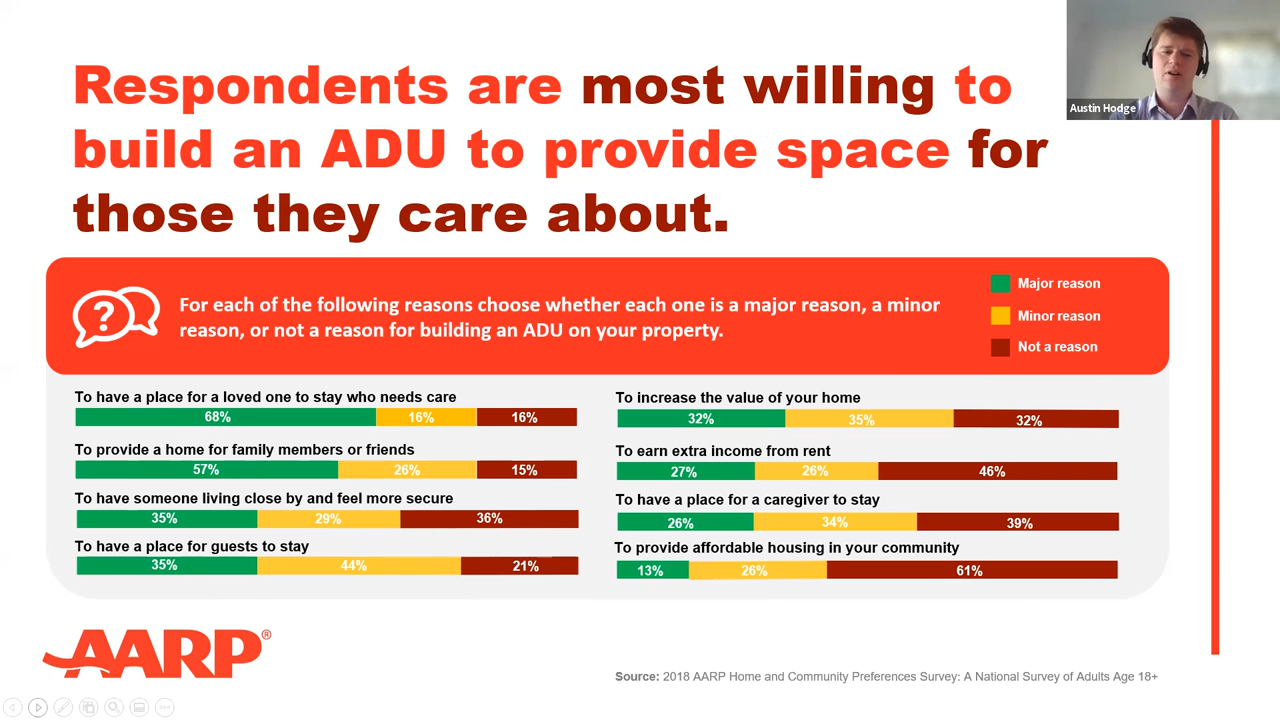 Respondents are most willing to
build an ADU to provide space for
those they care about.
Austin Hodge
?
For each of the following reasons choose whether each one is a major reason, a minor
reason, or not a reason for building an ADU on your property.
Major reason
Minor reason
Not a reason
To have a place for a loved one to stay who needs care
68% 16% 16%
To provide a home for family members or friends
57% 26% 15%
To have someone living close by and feel more secure
35% 29% 36%
To have a place for guests to stay
35% 44% 21%
To increase the value of your home
32% 35% 32%
To earn extra income from rent
27% 26% 46%
To have a place for a caregiver to stay
26% 34% 39%
To provide affordable housing in your community
13% 26% 61%
AARP®
Source: 2018 AARP Home and Community Preferences Survey: A National Survey of Adults Age 18+